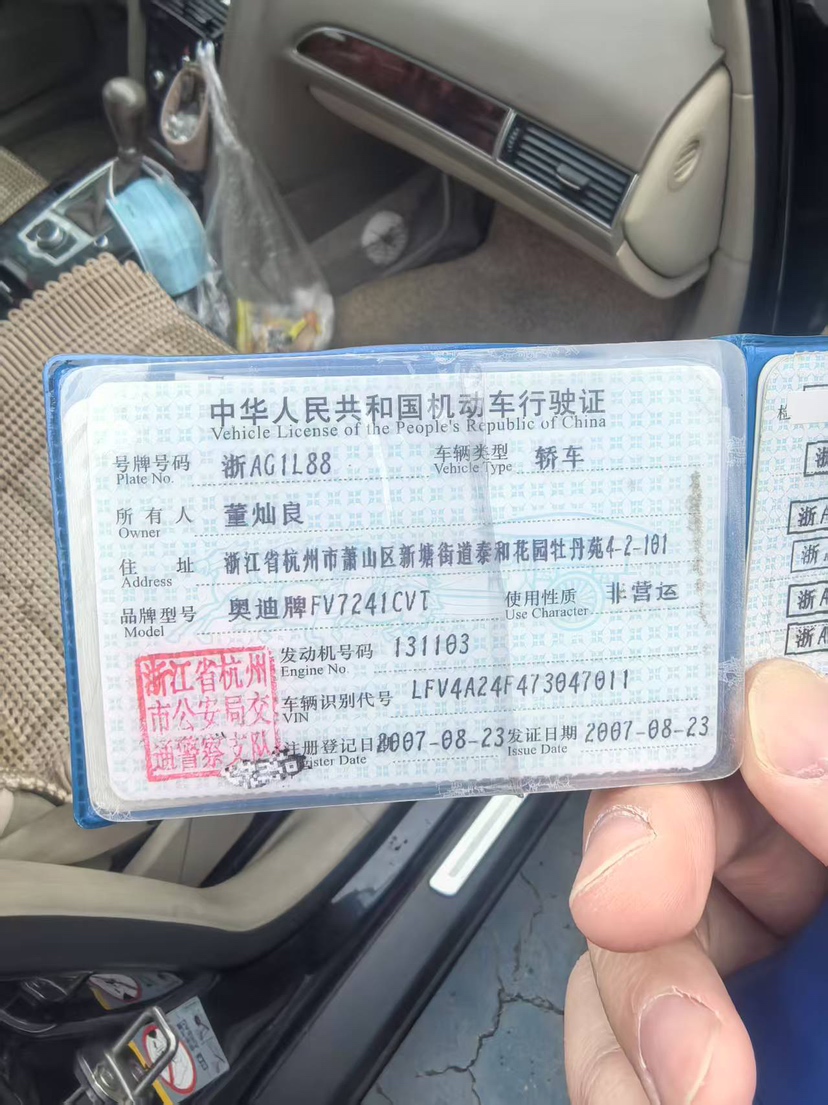 中华人民共和国机动车行驶证
Vehicle License of the People's Republic of China
号牌号码 浙AG1L88 车辆类型 轿车
Plate No. Vehicle Type
所有人 董灿良
Owner
住址 浙江省杭州市萧山区新塘街道泰和花园牡丹苑4-2-101
Address
品牌型号 奥迪牌FV7241CVT 使用性质 非营运
Model Use Character
发动机号码 131103
Engine No.
车辆识别代号 LFV4A24F473047011
VIN
注册登记日期 2007-08-23 发证日期 2007-08-23
ister Date Issue Date
浙江省杭州
市公安局交
通警察支队
浙
浙A
浙
浙A
浙A